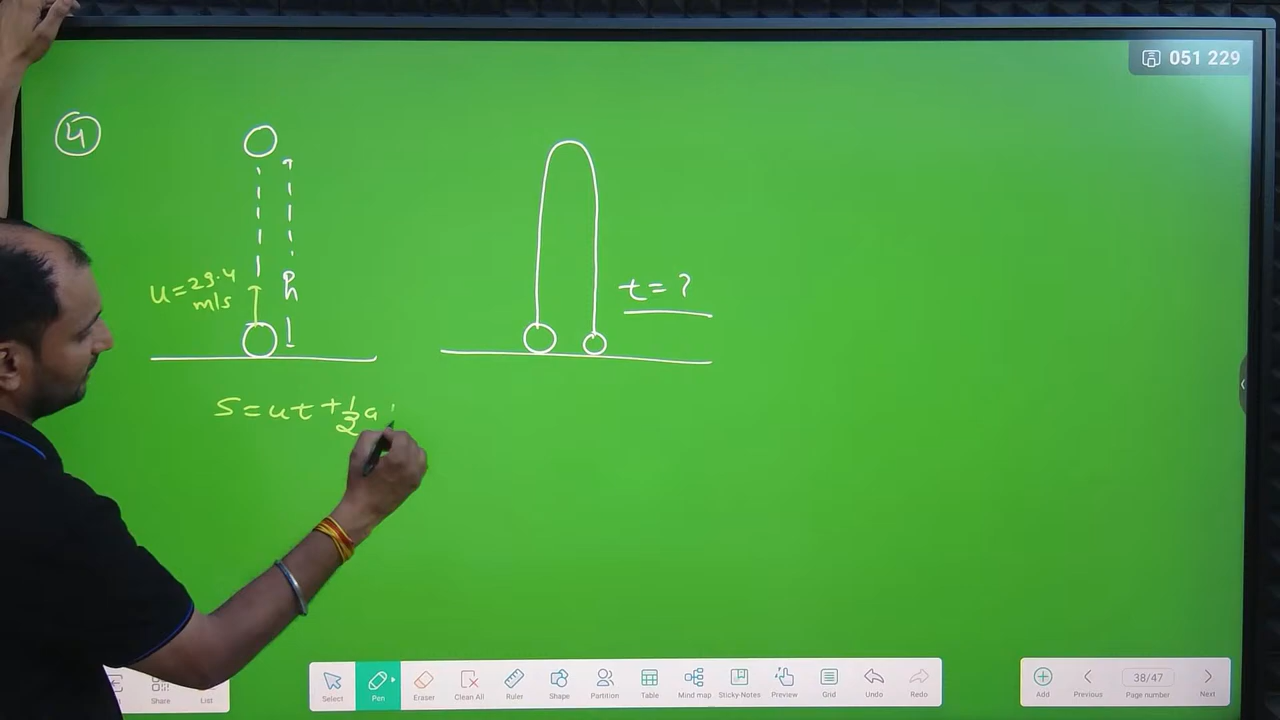 051 229
4
u=29.4
m/s
h
t=?
S=ut+1/2a
Select
Pen
Eraser
Clean All
Ruler
Shape
Partition
Table
Mind map
Sticky-Notes
Preview
Grid
Undo
Redo
Share
List
Add
Previous
38/47
Page number
Next